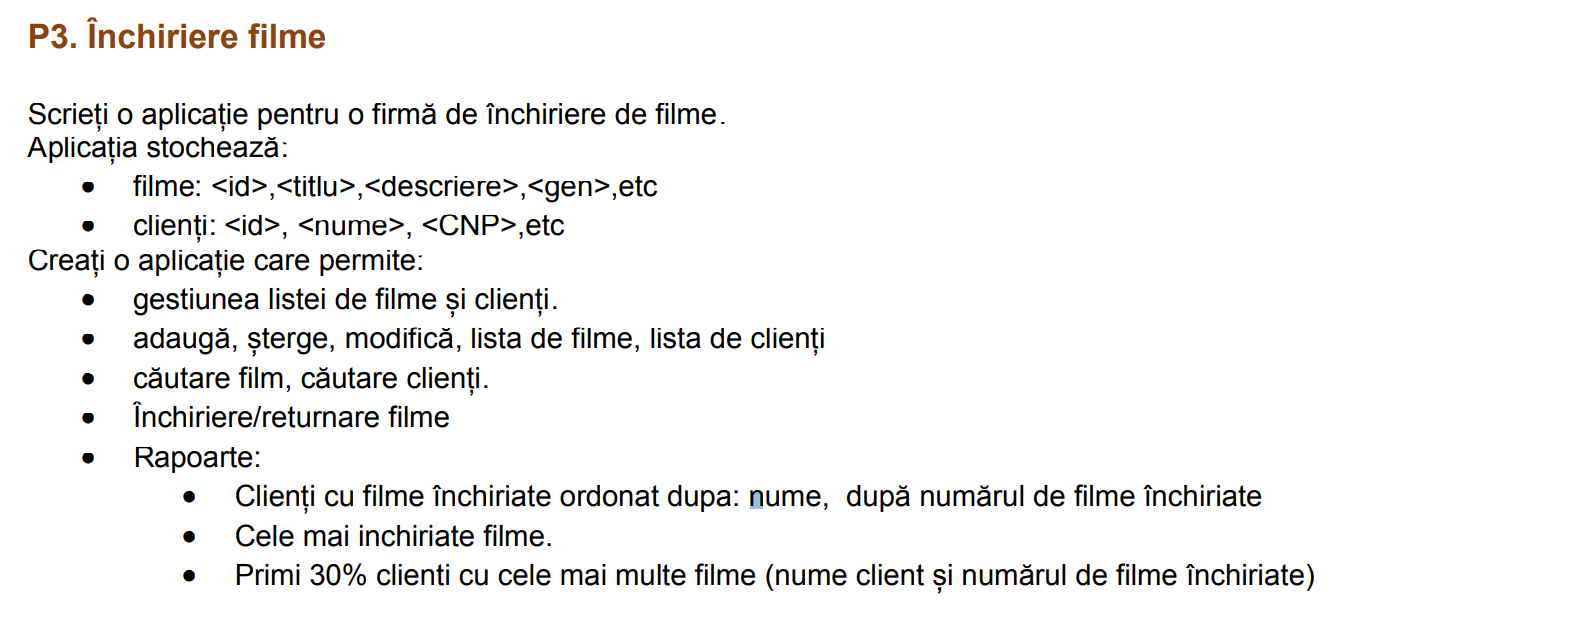 P3. Închiriere filme
Scrieți o aplicație pentru o firmă de închiriere de filme.
Aplicația stochează:
• filme: <id>,<titlu>,<descriere>,<gen>,etc
• clienți: <id>, <nume>, <CNP>,etc
Creați o aplicație care permite:
• gestiunea listei de filme și clienți.
• adaugă, șterge, modifică, lista de filme, lista de clienți
• căutare film, căutare clienți.
• Închiriere/returnare filme
• Rapoarte:
• Clienți cu filme închiriate ordonat dupa: nume,  după numărul de filme închiriate
• Cele mai inchiriate filme.
• Primi 30% clienti cu cele mai multe filme (nume client și numărul de filme închiriate)